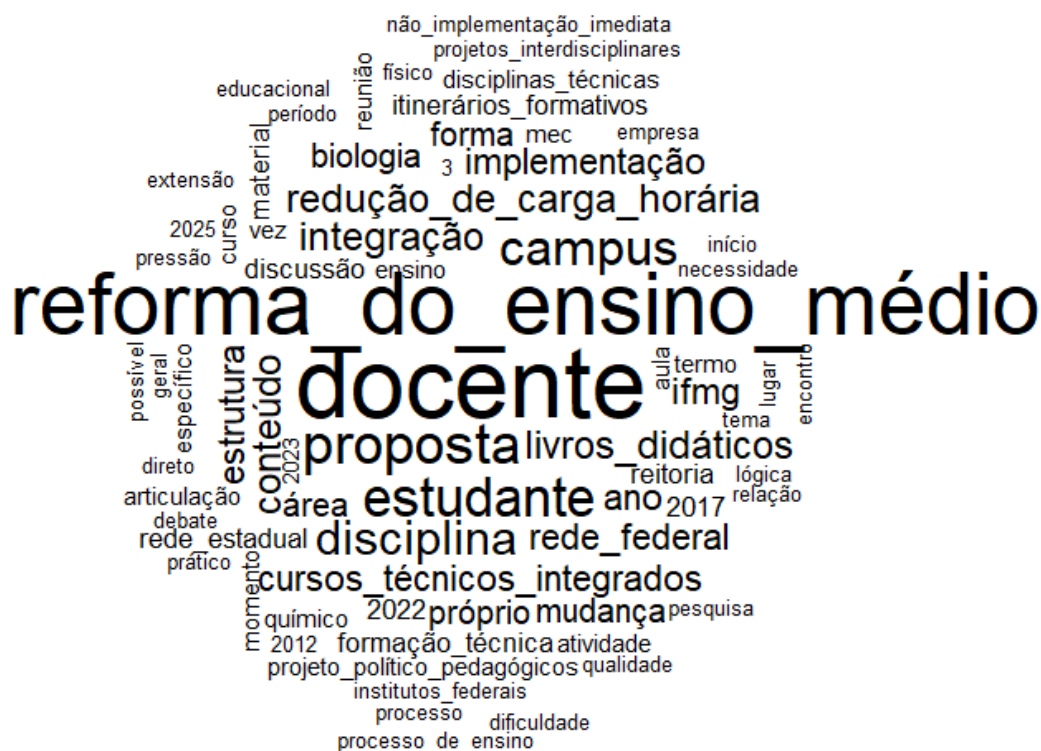 não_implementação_imediata
projetos_interdisciplinares
reunião
físico
disciplinas_técnicas
educacional
período
itinerários_formativos
material
forma
mec
empresa
biologia
3
implementação
extensão
redução_de_carga_horária
2025
curso
vez
integração
campus
início
pressão
discussão
ensino
necessidade
reforma_do_ensino_médio
possível
geral
específico
estrutura
conteúdo
docente
aula
termo
lugar
encontro
ifmg
tema
2023
proposta
livros_didáticos
direto
reitoria
lógica
articulação
área
estudante
ano
2017
relação
debate
rede_estadual
disciplina
rede_federal
prático
momento
cursos_técnicos_integrados
químico
2022
próprio
mudança
pesquisa
2012
formação_técnica
atividade
projeto_político_pedagógicos
qualidade
institutos_federais
processo
dificuldade
processo_de_ensino